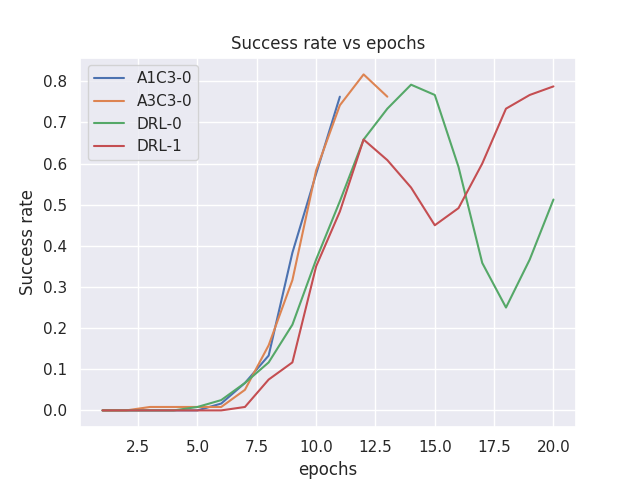 Success rate vs epochs
A1C3-0
A3C3-0
DRL-0
DRL-1
Success rate
0.8
0.7
0.6
0.5
0.4
0.3
0.2
0.1
0.0
2.5 5.0 7.5 10.0 12.5 15.0 17.5 20.0
epochs